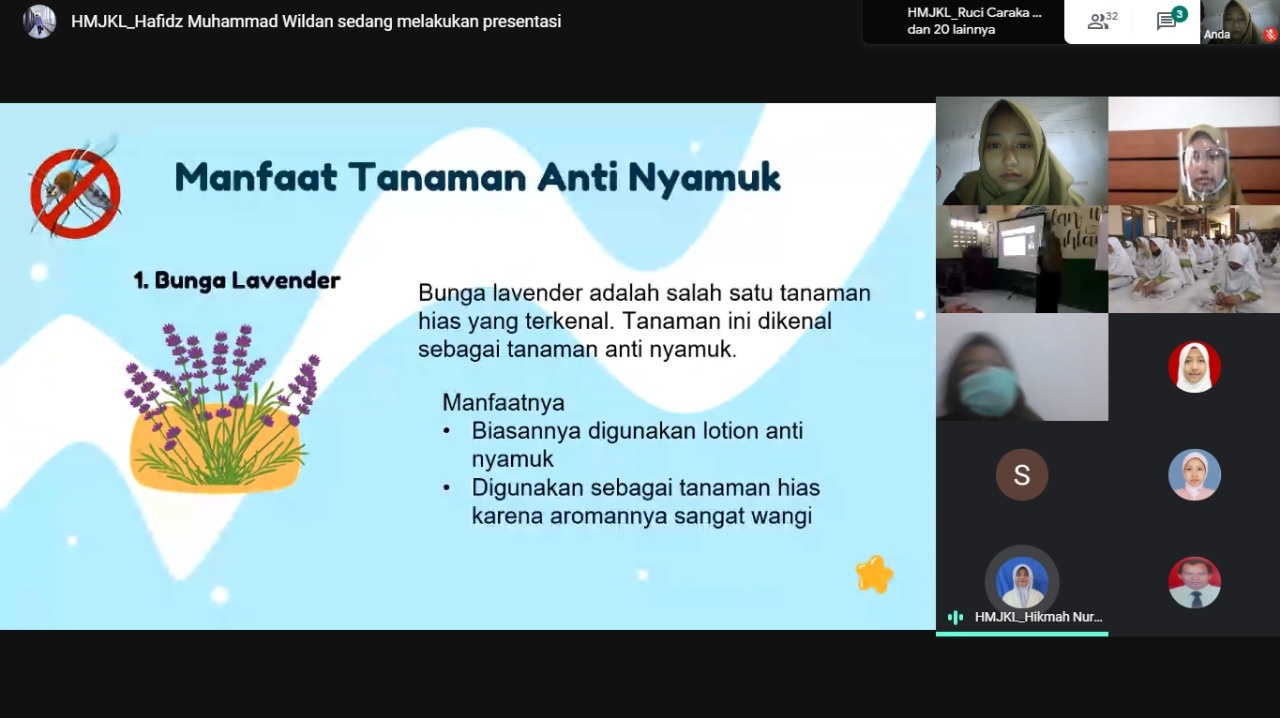 HMJKL_Hafidz Muhammad Wildan sedang melakukan presentasi
HMJKL_Ruci Caraka ...
dan 20 lainnya
32
3
Anda
Manfaat Tanaman Anti Nyamuk
1. Bunga Lavender
Bunga lavender adalah salah satu tanaman
hias yang terkenal. Tanaman ini dikenal
sebagai tanaman anti nyamuk.
Manfaatnya
• Biasannya digunakan lotion anti
nyamuk
• Digunakan sebagai tanaman hias
karena aromannya sangat wangi
S
HMJKL_Hikmah Nur...